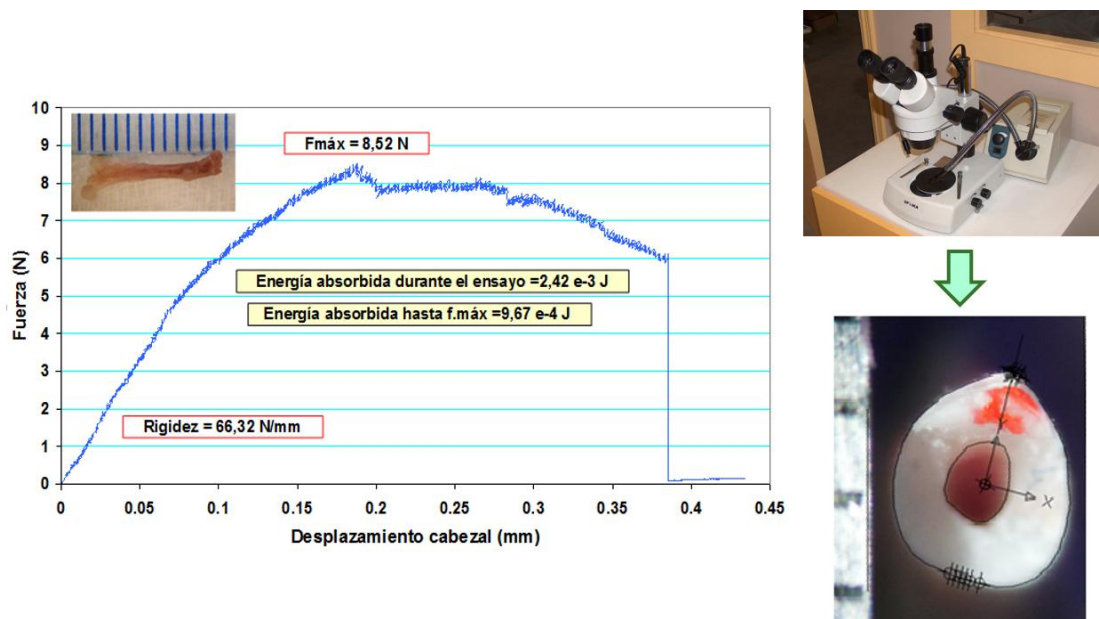 10
9
8
7
6
5
4
3
2
1
0
Fuerza (N)
Fmáx = 8,52 N
Energía absorbida durante el ensayo =2,42 e-3 J
Energía absorbida hasta f.máx =9,67 e-4 J
Rigidez = 66,32 N/mm
0 0.05 0.1 0.15 0.2 0.25 0.3 0.35 0.4 0.45
Desplazamiento cabezal (mm)
Y
X